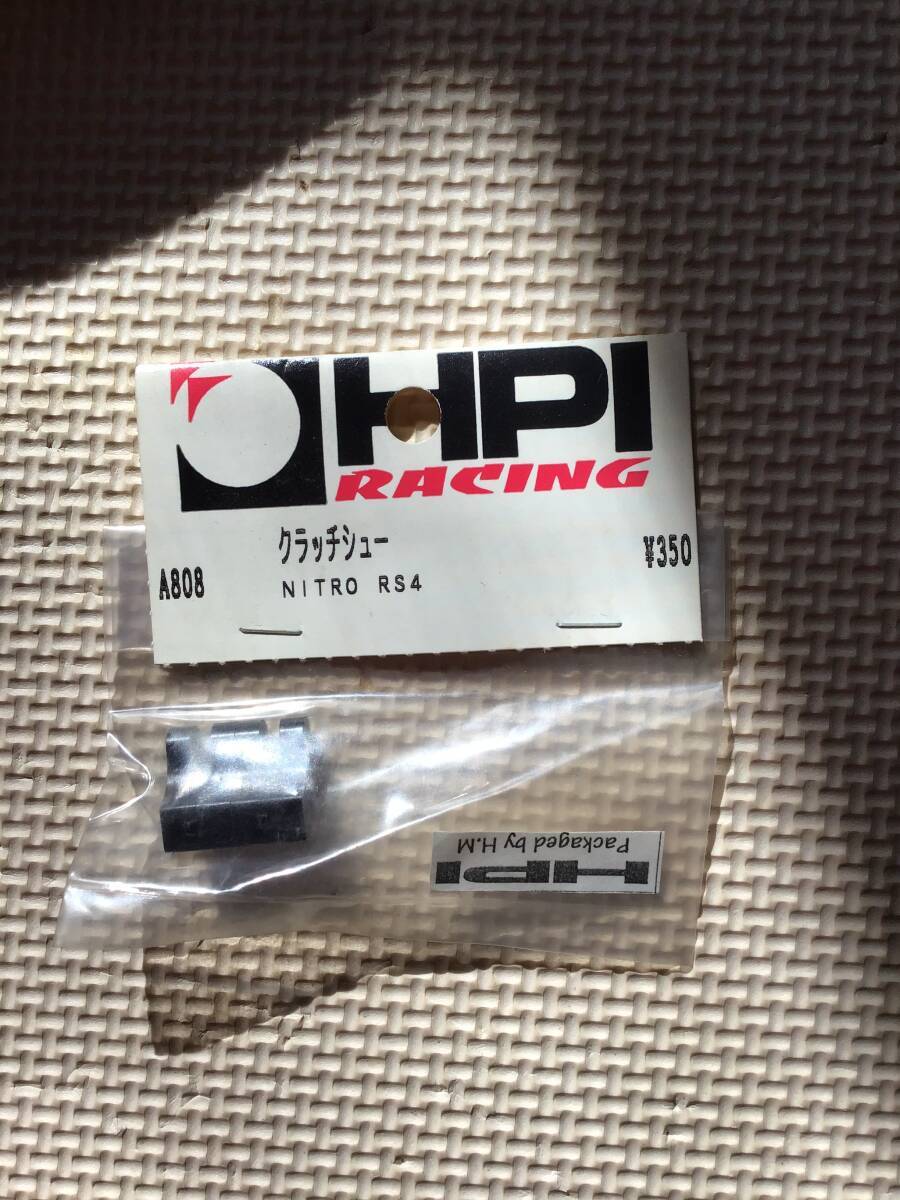 HPI
RACING
クラッチシュー
A808
¥350
NITRO RS4
HPI
Packaged by H.M